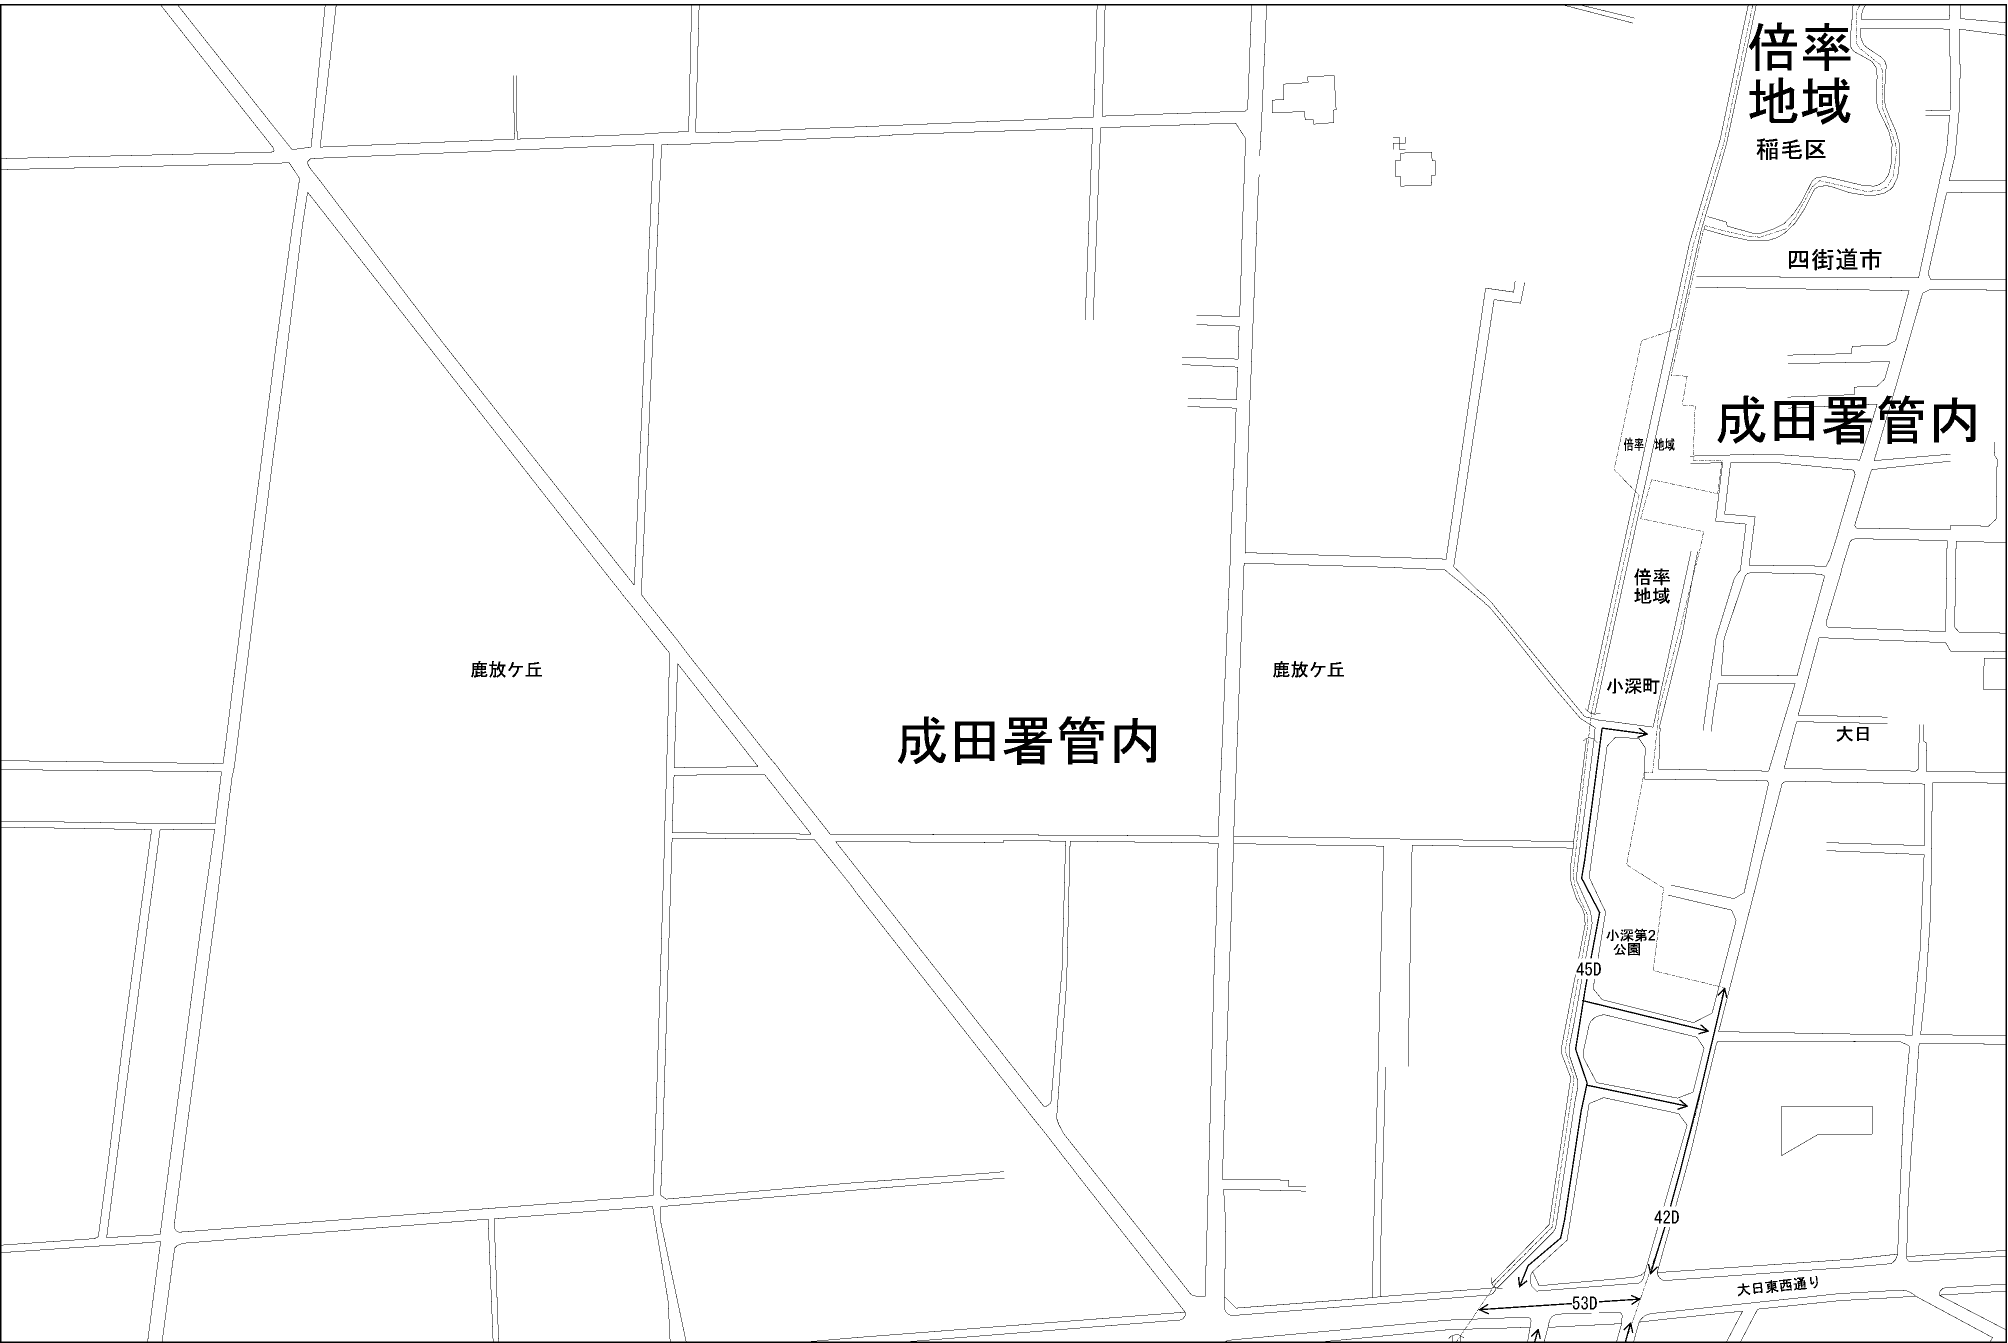 倍率
地域
稲毛区
四街道市
成田署管内
倍率 地域
倍率
地域
鹿放ケ丘
鹿放ケ丘
小深町
成田署管内
大日
小深第2
公園
45D
42D
大日東西通り
53D